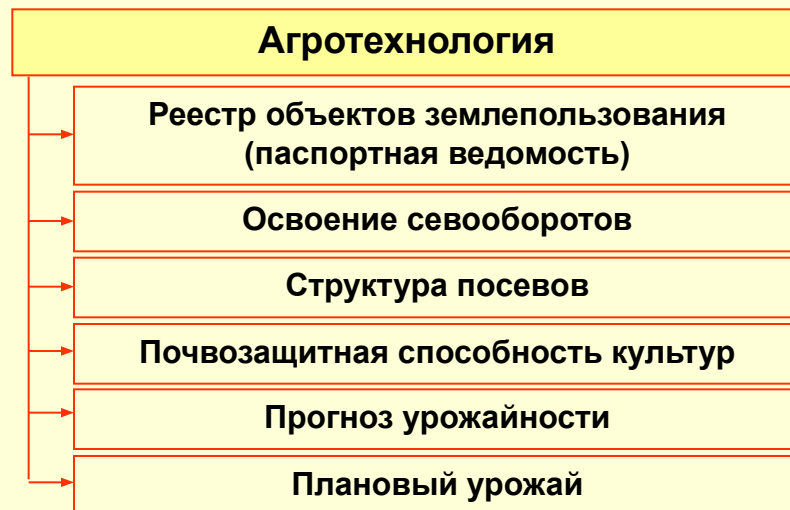 Агротехнология
Реестр объектов землепользования
(паспортная ведомость)
Освоение севооборотов
Структура посевов
Почвозащитная способность культур
Прогноз урожайности
Плановый урожай